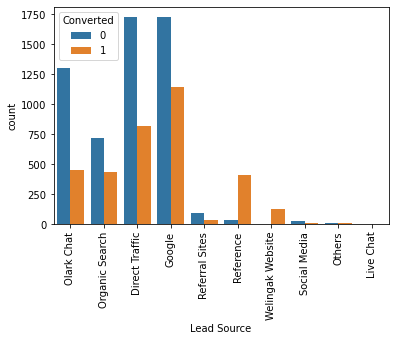 Converted
0
1
1750
1500
1250
1000
750
500
250
0
count
Olark Chat
Organic Search
Direct Traffic
Google
Referral Sites
Reference
Welingak Website
Social Media
Others
Live Chat
Lead Source